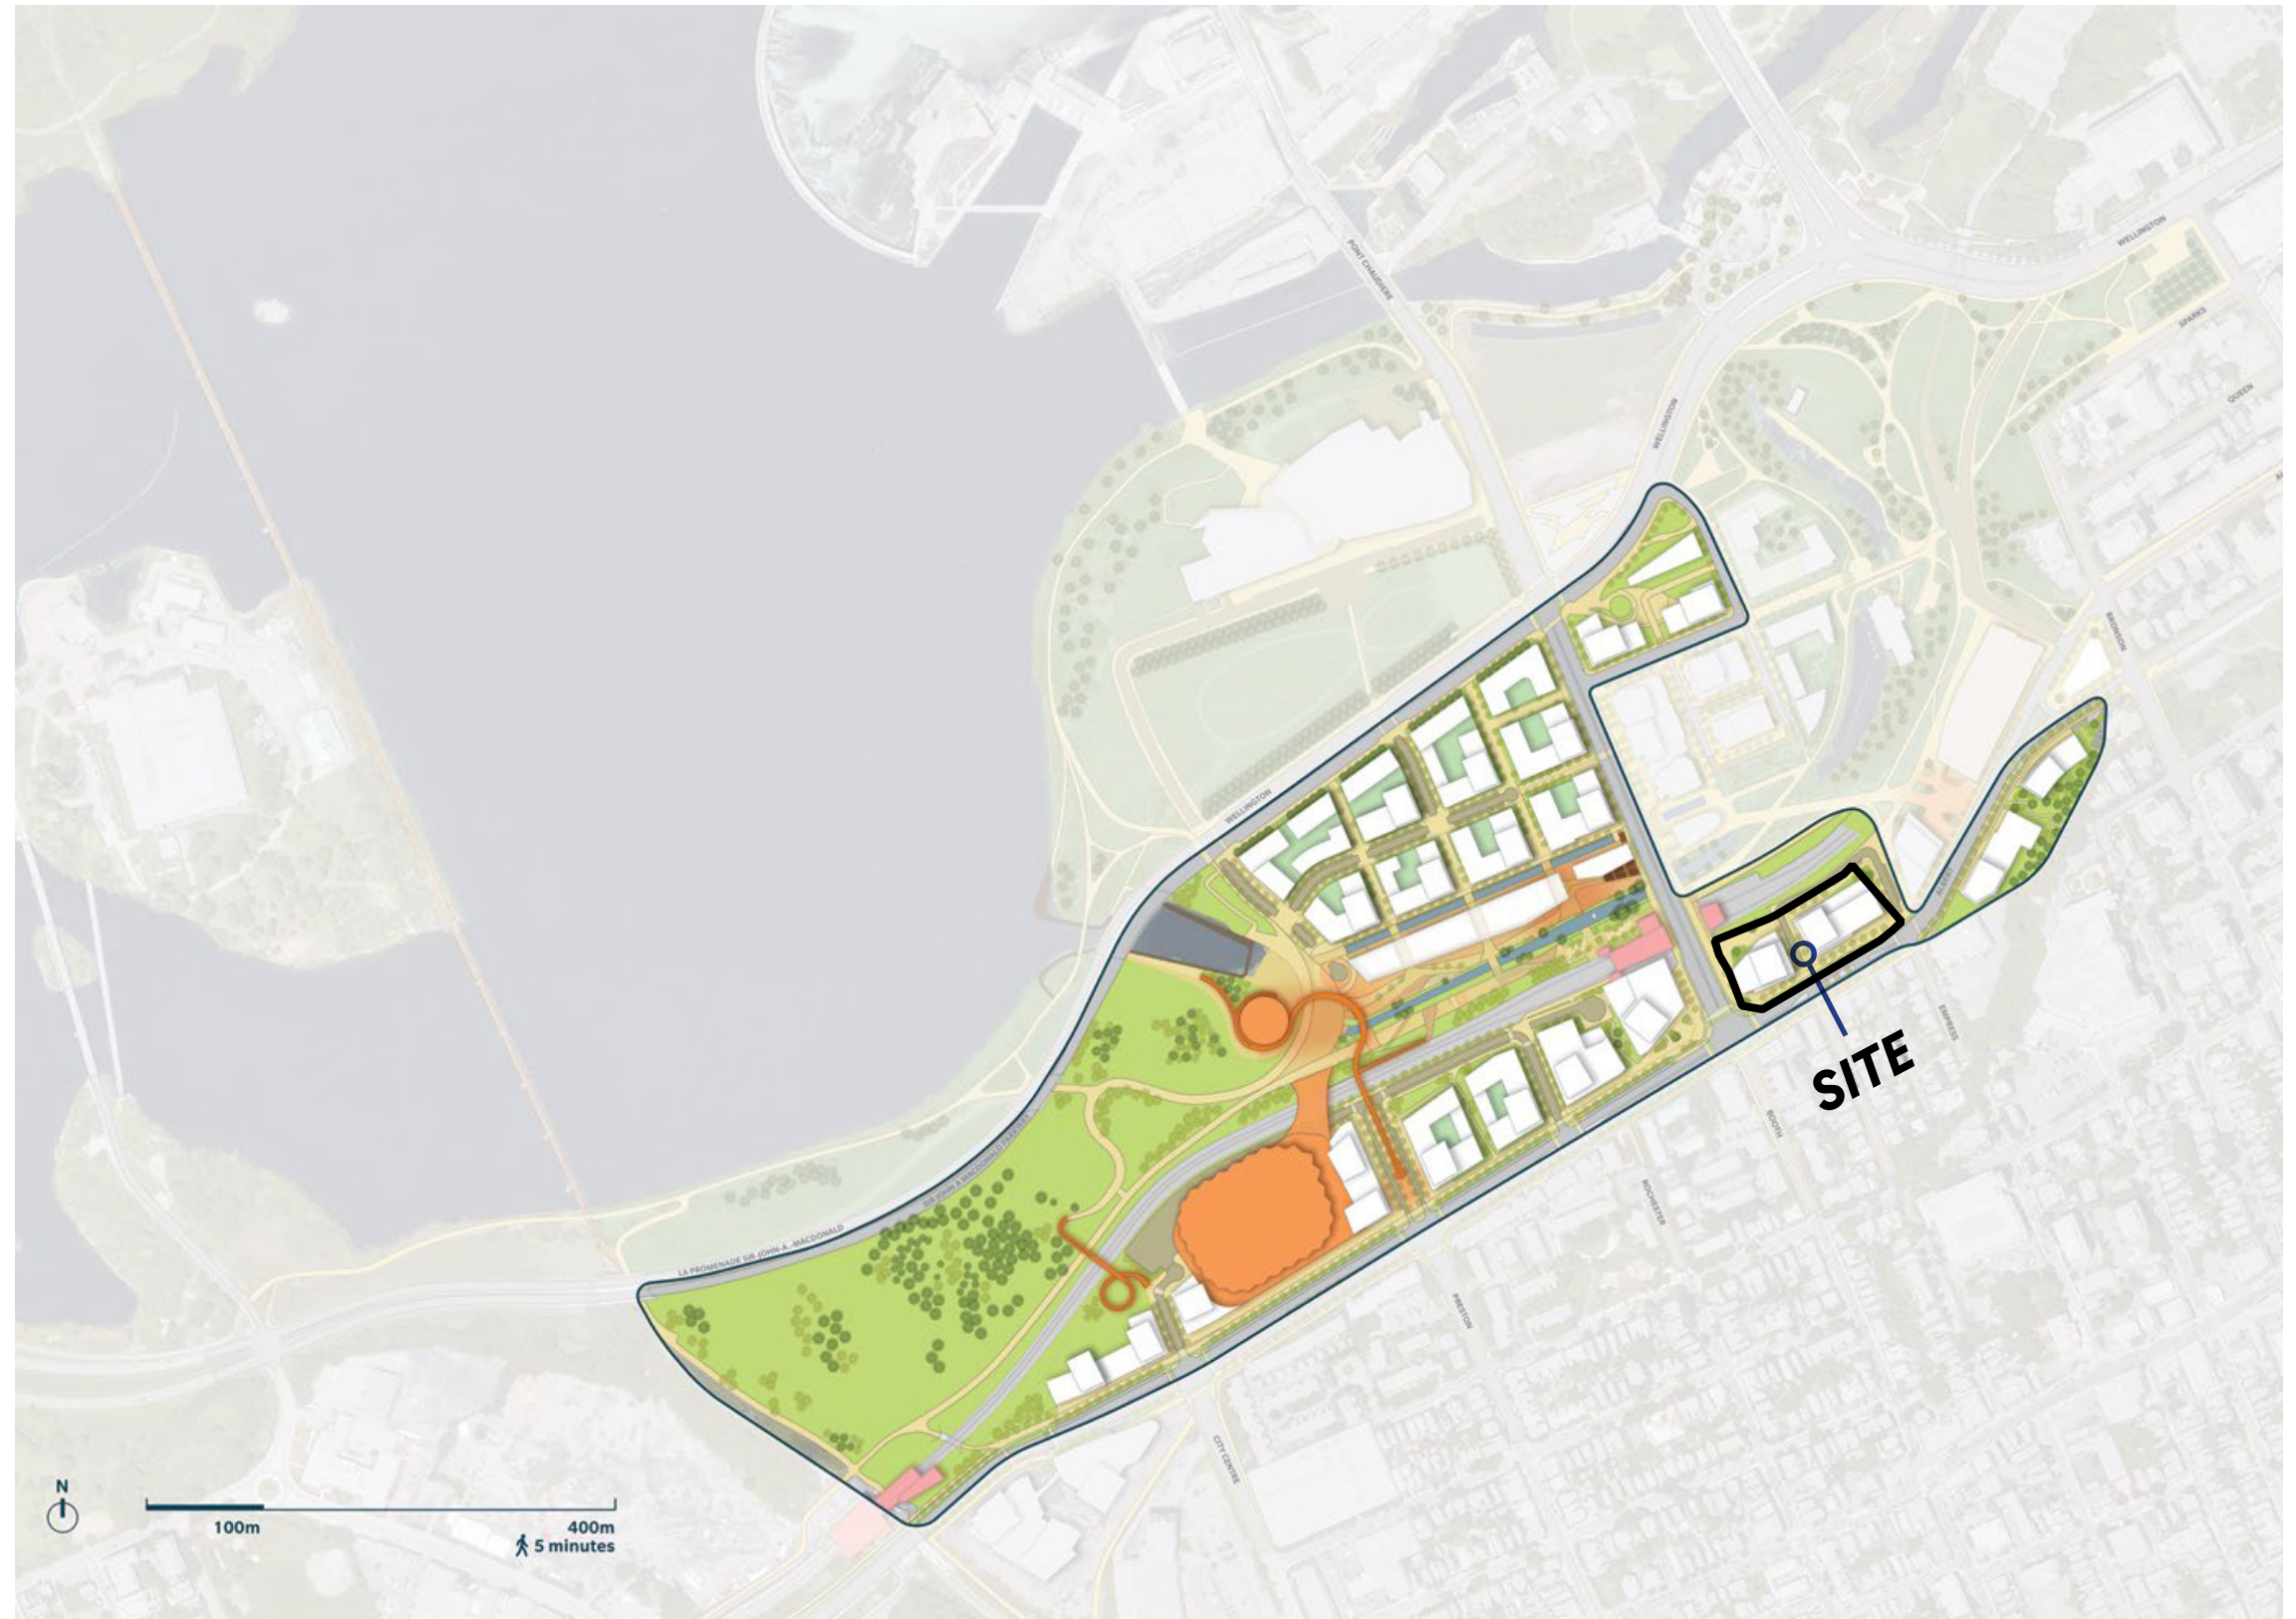 WELLINGTON
PONT CHAUDIERE
SPARKS
QUEEN
WELLINGTON
BRONSON
WELLINGTON
ALBERT
EMPRESS
SITE
BOOTH
SIR JOHN A MACDONALD PARKWAY
ROCHESTER
LA PROMENADE SIR-JOHN-A.-MACDONALD
PRESTON
CITY CENTRE
N
100m
400m
5 minutes